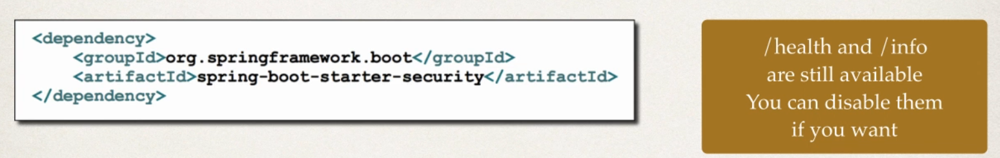 <dependency>
    <groupId>org.springframework.boot</groupId>
    <artifactId>spring-boot-starter-security</artifactId>
</dependency>
/health and /info
are still available
You can disable them
if you want